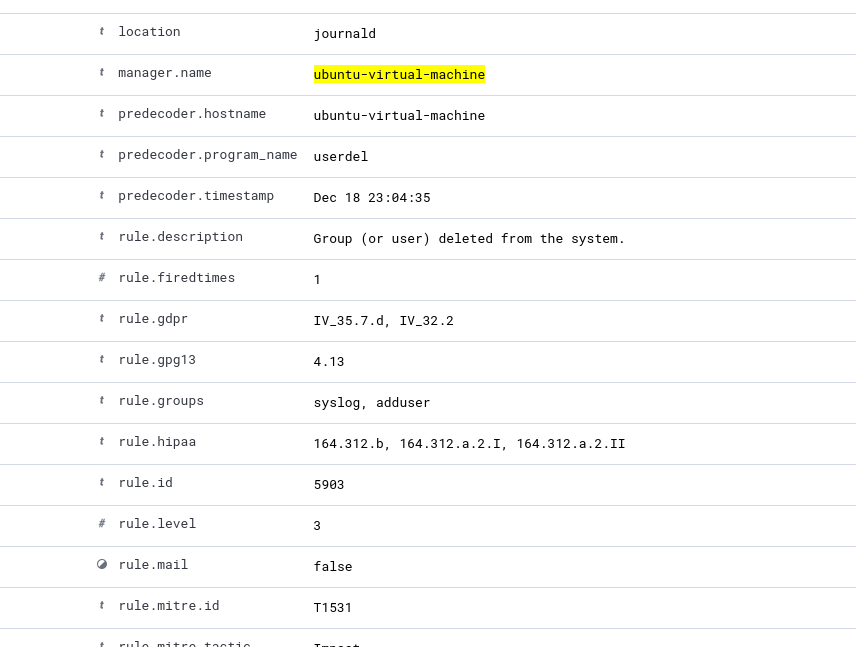 t location journald
t manager.name ubuntu-virtual-machine
t predecoder.hostname ubuntu-virtual-machine
t predecoder.program_name userdel
t predecoder.timestamp Dec 18 23:04:35
t rule.description Group (or user) deleted from the system.
# rule.firedtimes 1
t rule.gdpr IV_35.7.d, IV_32.2
t rule.gpg13 4.13
t rule.groups syslog, adduser
t rule.hipaa 164.312.b, 164.312.a.2.I, 164.312.a.2.II
t rule.id 5903
# rule.level 3
rule.mail false
t rule.mitre.id T1531
t rule.mitre.tactic Impact